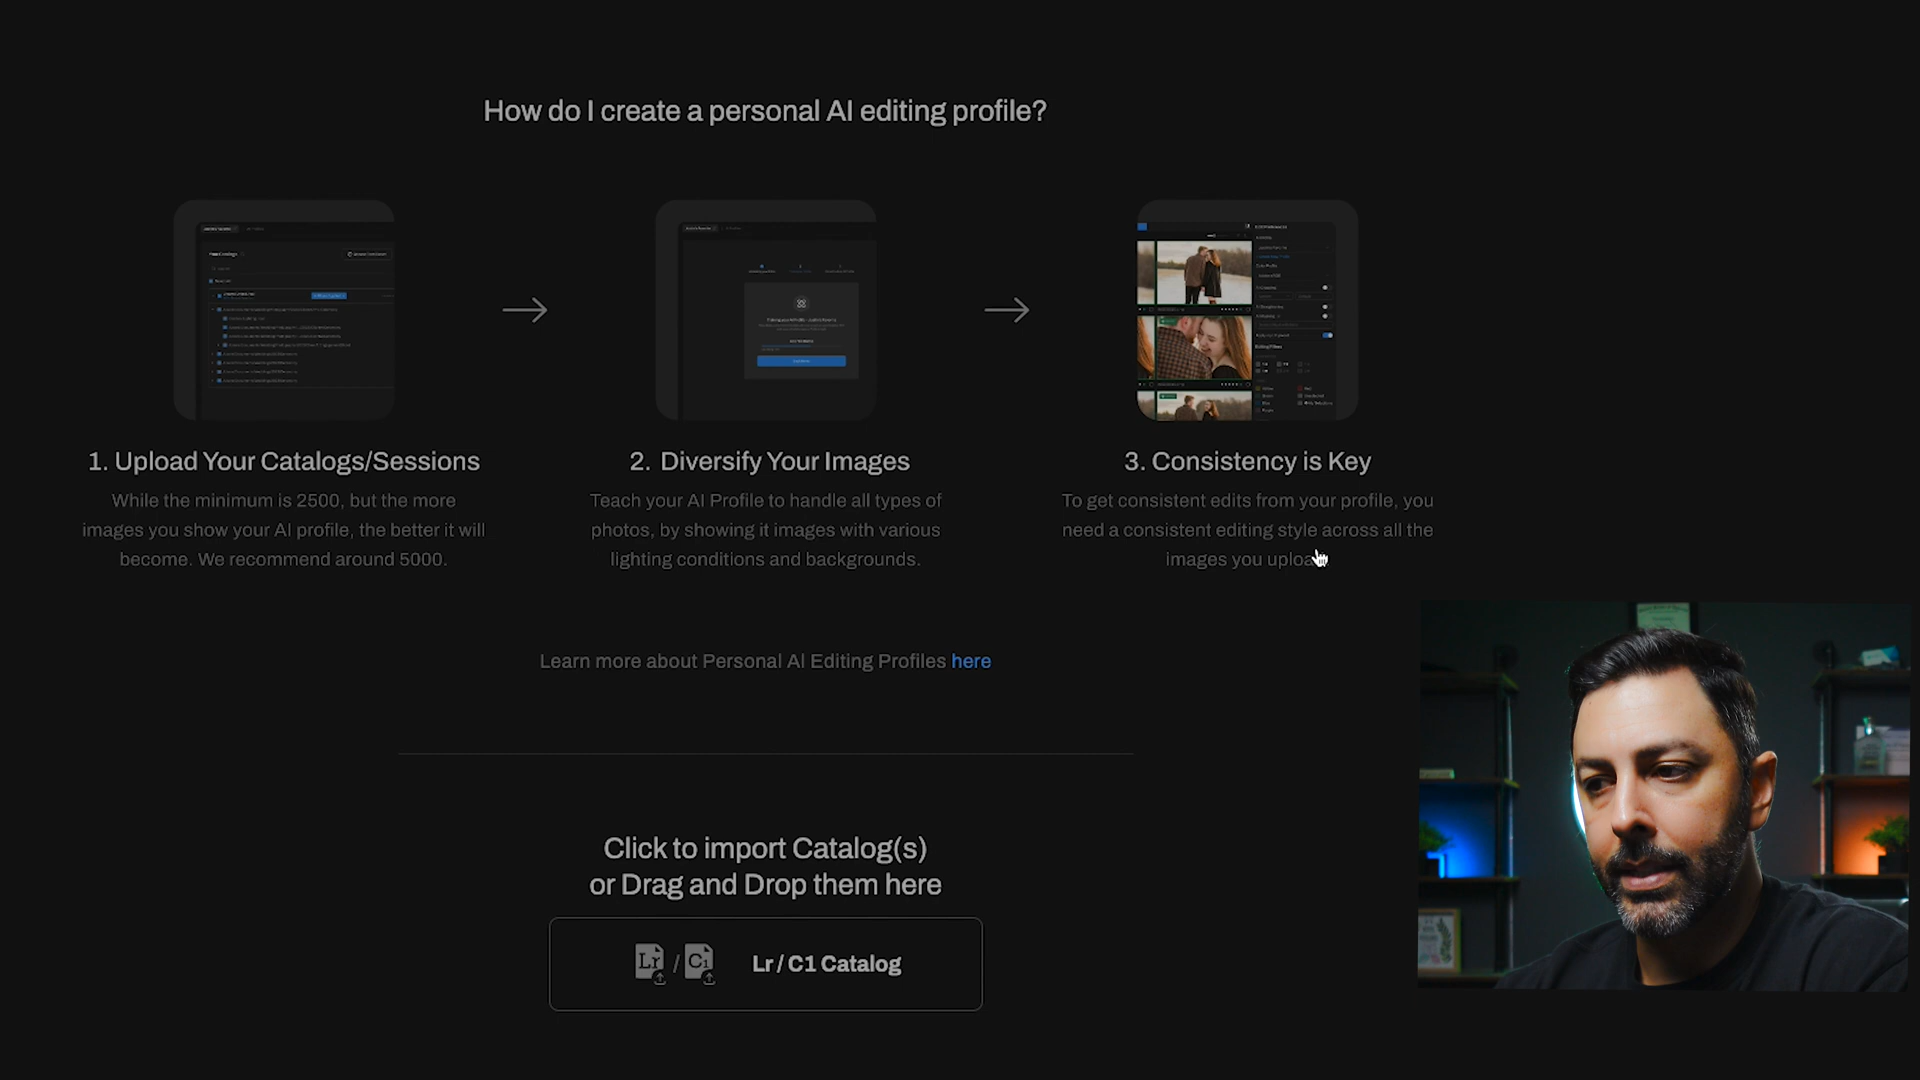 How do I create a personal AI editing profile?
1. Upload Your Catalogs/Sessions
While the minimum is 2500, but the more
images you show your AI profile, the better it will
become. We recommend around 5000.
2. Diversify Your Images
Teach your AI Profile to handle all types of
photos, by showing it images with various
lighting conditions and backgrounds.
3. Consistency is Key
To get consistent edits from your profile, you
need a consistent editing style across all the
images you
Learn more about Personal AI Editing Profiles here
Click to import Catalog(s)
or Drag and Drop them here
Lr / C1 Lr / C1 Catalog